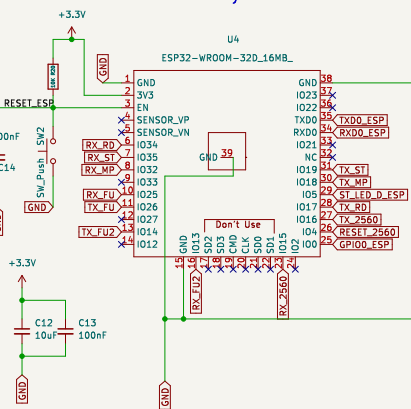 +3.3V
U4
ESP32-WROOM-32D_16MB_
GND
10K R20
RESET_ESP
SW_Push SW2
00nF
C14
GND
1 GND
2 3V3
3 EN
4 SENSOR_VP
5 SENSOR_VN
RX_RD 6 IO34
RX_ST 7 IO35
RX_MP 8 IO32
9 IO33
RX_FU 10 IO25
TX_FU 11 IO26
12 IO27
TX_FU2 13 IO14
14 IO12
GND 39
Don't Use
GND 38
IO23 37
IO22 36
TXD0 35 TXD0_ESP
RXD0 34 RXD0_ESP
IO21 33
NC 32
IO19 31 TX_ST
IO18 30 TX_MP
IO5 29 ST_LED_D_ESP
IO17 28 TX_RD
IO16 27 TX_2560
IO4 26 RESET_2560
IO0 25 GPIO0_ESP
15 GND
16 IO13 RX_FU2
17 SD2
18 SD3
19 CMD
20 CLK
21 SD0
22 SD1
23 IO15 RX_2560
24 IO2
+3.3V
C12
10uF
C13
100nF
GND
GND